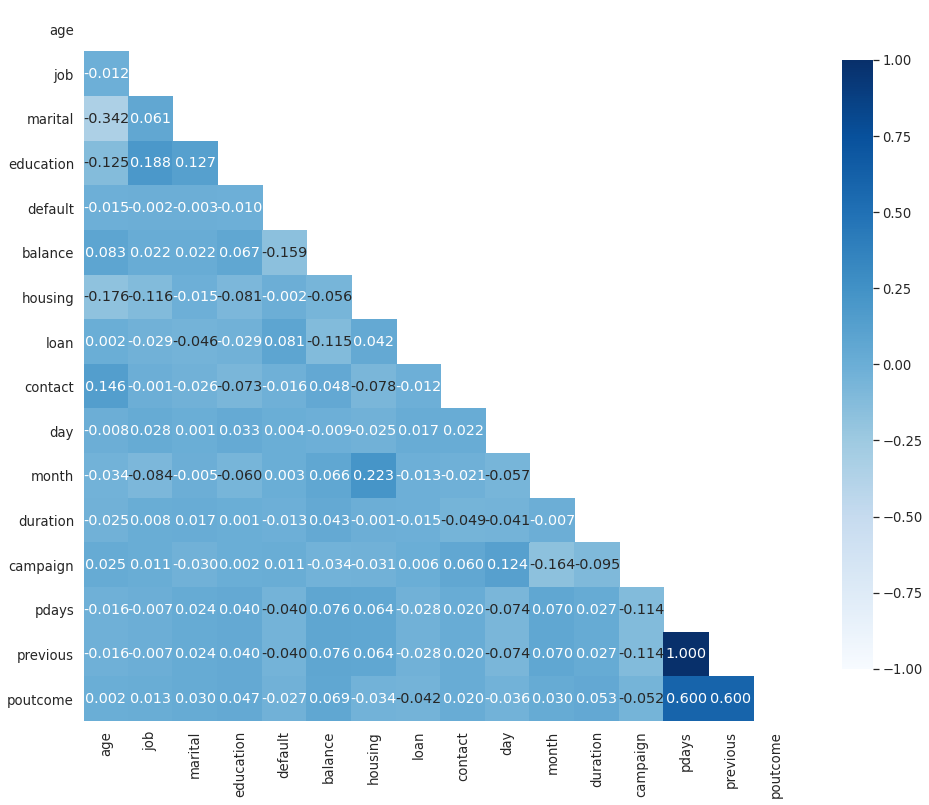 age
job -0.012
marital -0.342 0.061
education -0.125 0.188 0.127
default -0.015 -0.002 -0.003 -0.010
balance 0.083 0.022 0.022 0.067 -0.159
housing -0.176 -0.116 -0.015 -0.081 -0.002 -0.056
loan 0.002 -0.029 -0.046 -0.029 0.081 -0.115 0.042
contact 0.146 -0.001 -0.026 -0.073 -0.016 0.048 -0.078 -0.012
day -0.008 0.028 0.001 0.033 0.004 -0.009 -0.025 0.017 0.022
month -0.034 -0.084 -0.005 -0.060 0.003 0.066 0.223 -0.013 -0.021 -0.057
duration -0.025 0.008 0.017 0.001 -0.013 0.043 -0.001 -0.015 -0.049 -0.041 -0.007
campaign 0.025 0.011 -0.030 0.002 0.011 -0.034 -0.031 0.006 0.060 0.124 -0.164 -0.095
pdays -0.016 -0.007 0.024 0.040 -0.040 0.076 0.064 -0.028 0.020 -0.074 0.070 0.027 -0.114
previous -0.016 -0.007 0.024 0.040 -0.040 0.076 0.064 -0.028 0.020 -0.074 0.070 0.027 -0.114 1.000
poutcome 0.002 0.013 0.030 0.047 -0.027 0.069 -0.034 -0.042 0.020 -0.036 0.030 0.053 -0.052 0.600 0.600
age job marital education default balance housing loan contact day month duration campaign pdays previous poutcome
1.00
0.75
0.50
0.25
0.00
−0.25
−0.50
−0.75
−1.00